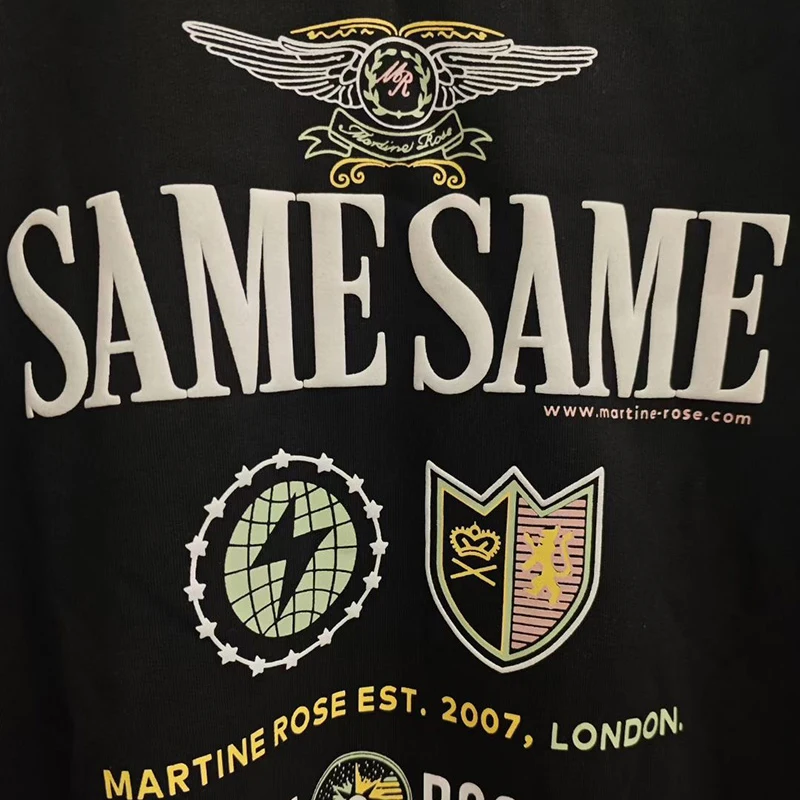 MR
Martine Rose
SAME SAME
www.martine-rose.com
MARTINE ROSE EST. 2007, LONDON.